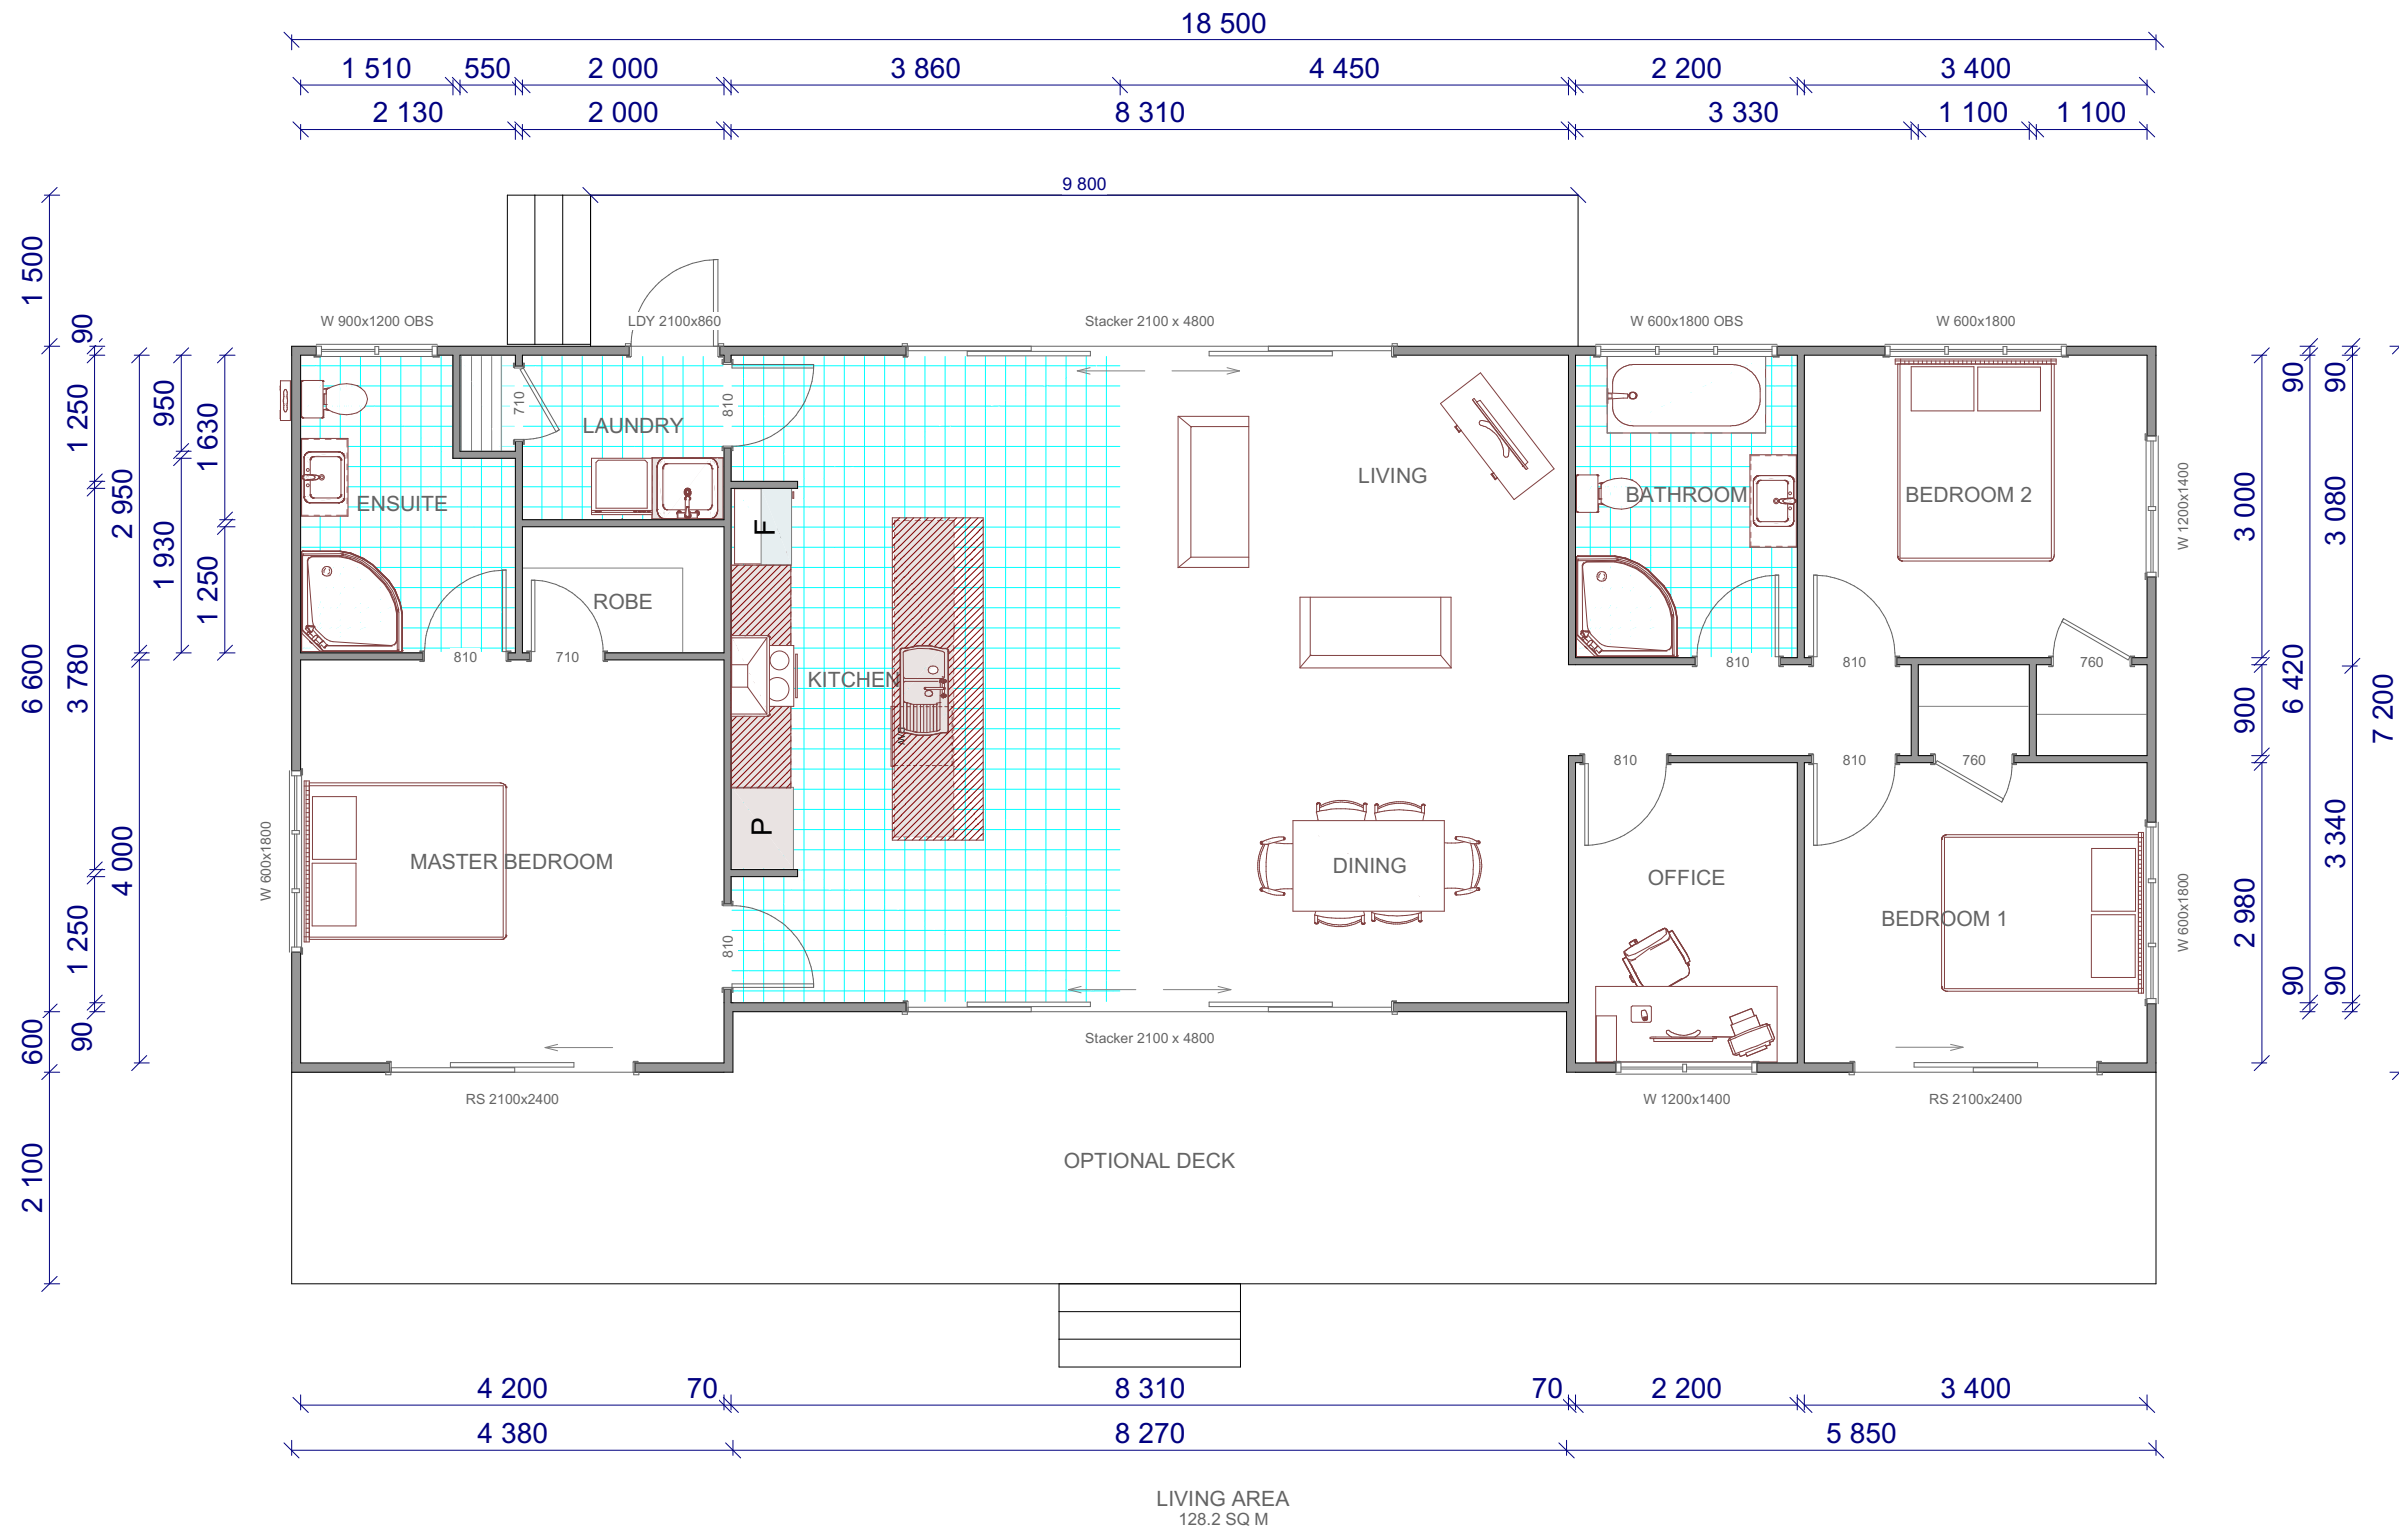 18 500
1 510 550 2 000 3 860 4 450 2 200 3 400
2 130 2 000 8 310 3 330 1 100 1 100
9 800
1 500
90
W 900x1200 OBS LDY 2100x860 Stacker 2100 x 4800 W 600x1800 OBS W 600x1800
6 600
600
2 100
1 250
3 780
1 250
90
2 950
4 000
950
1 930
1 630
1 250
710
810
LAUNDRY
ENSUITE
LIVING
BATHROOM
BEDROOM 2
W 1200x1400
F
ROBE
810 710 810 810 760
KITCHEN
810 810 760
P
MASTER BEDROOM
W 600x1800
DINING
OFFICE
BEDROOM 1
W 600x1800
810
3 000
900
2 980
90
6 420
90
90
3 080
3 340
90
7 200
Stacker 2100 x 4800
RS 2100x2400 W 1200x1400 RS 2100x2400
OPTIONAL DECK
4 200 70 8 310 70 2 200 3 400
4 380 8 270 5 850
LIVING AREA
128.2 SQ M